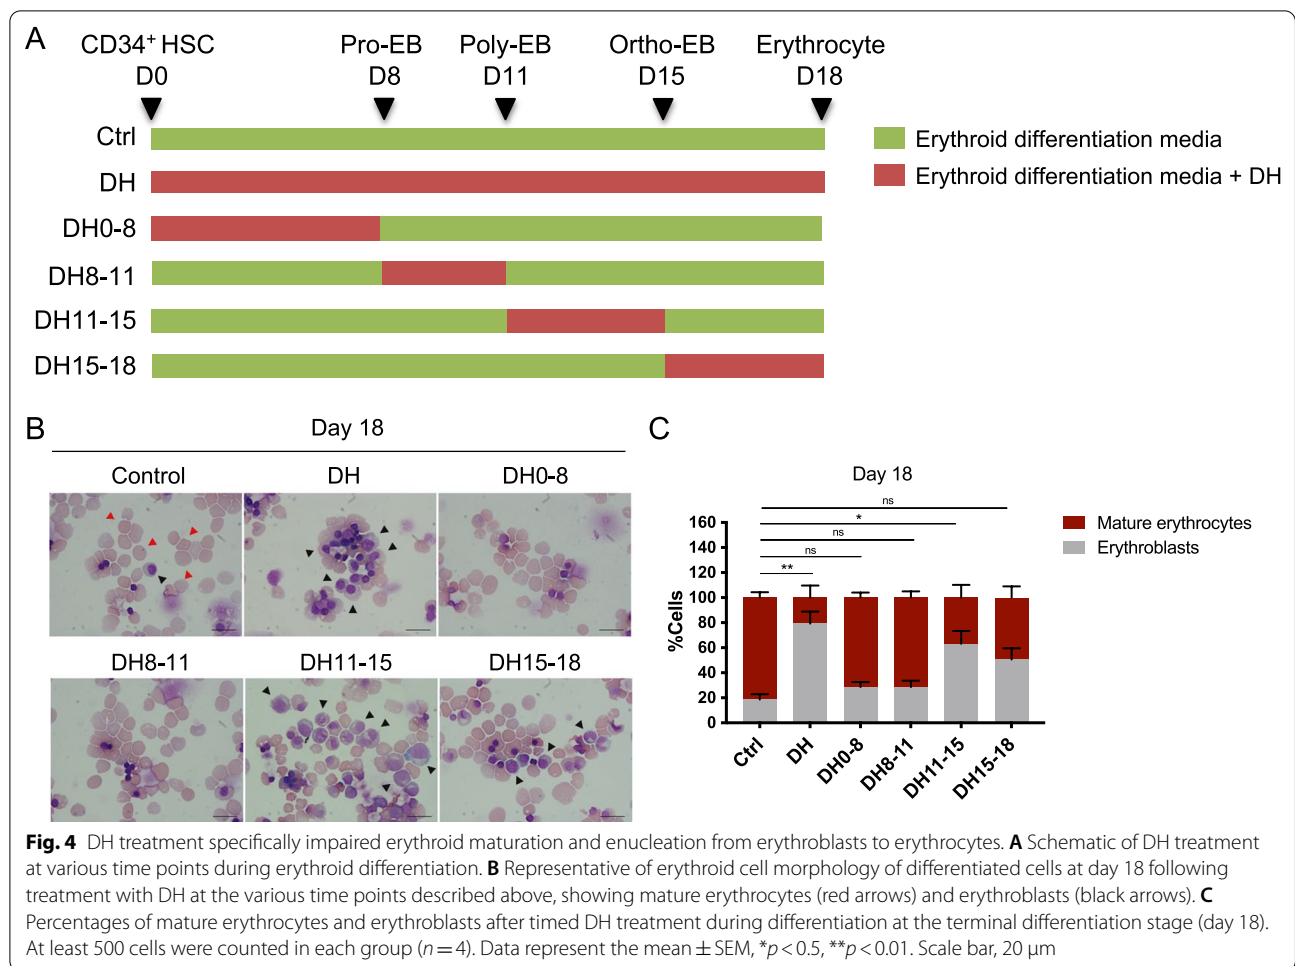 A
CD34+ HSC Pro-EB Poly-EB Ortho-EB Erythrocyte
D0 D8 D11 D15 D18
Ctrl
DH
DH0-8
DH8-11
DH11-15
DH15-18
Erythroid differentiation media
Erythroid differentiation media + DH
B
Day 18
Control DH DH0-8
DH8-11 DH11-15 DH15-18
C
Day 18
ns
*
ns
ns
**
%Cells
160
140
120
100
80
60
40
20
0
Ctrl DH DH0-8 DH8-11 DH11-15 DH15-18
Mature erythrocytes
Erythroblasts
Fig. 4 DH treatment specifically impaired erythroid maturation and enucleation from erythroblasts to erythrocytes. A Schematic of DH treatment
at various time points during erythroid differentiation. B Representative of erythroid cell morphology of differentiated cells at day 18 following
treatment with DH at the various time points described above, showing mature erythrocytes (red arrows) and erythroblasts (black arrows). C
Percentages of mature erythrocytes and erythroblasts after timed DH treatment during differentiation at the terminal differentiation stage (day 18).
At least 500 cells were counted in each group (n = 4). Data represent the mean ± SEM, *p < 0.5, **p < 0.01. Scale bar, 20 μm